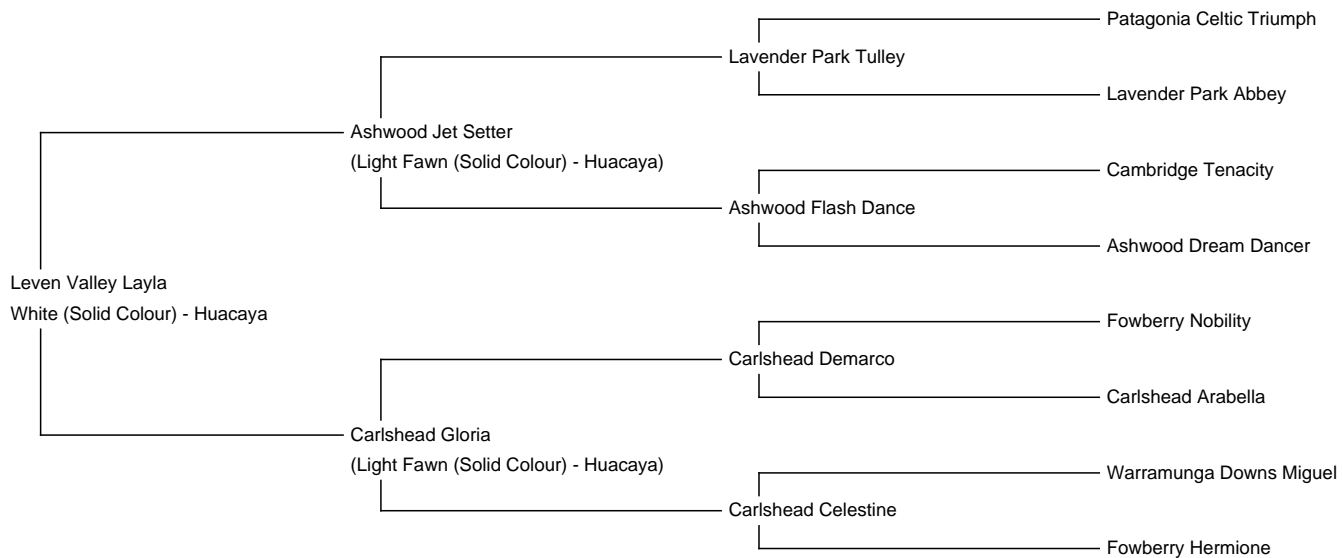 Patagonia Celtic Triumph
Lavender Park Tulley
Lavender Park Abbey
Ashwood Jet Setter
(Light Fawn (Solid Colour) - Huacaya)
Cambridge Tenacity
Ashwood Flash Dance
Ashwood Dream Dancer
Leven Valley Layla
White (Solid Colour) - Huacaya
Fowberry Nobility
Carlshead Demarco
Carlshead Arabella
Carlshead Gloria
(Light Fawn (Solid Colour) - Huacaya)
Warramunga Downs Miguel
Carlshead Celestine
Fowberry Hermione